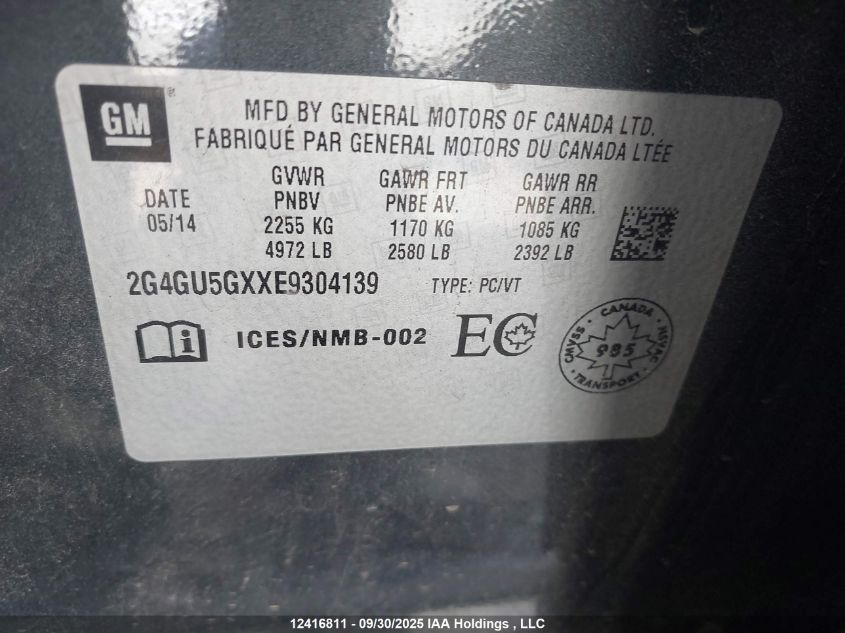 GM
MFD BY GENERAL MOTORS OF CANADA LTD.
FABRIQUÉ PAR GENERAL MOTORS DU CANADA LTÉE
DATE
05/14
GVWR
PNBV
2255 KG
4972 LB
GAWR FRT
PNBE AV.
1170 KG
2580 LB
GAWR RR
PNBE ARR.
1085 KG
2392 LB
2G4GU5GXXE9304139 TYPE: PC/VT
ICES/NMB-002 EC
CANADA
CMVSS 985 NSVAC
TRANSPORT
12416811 - 09/30/2025 IAA Holdings , LLC